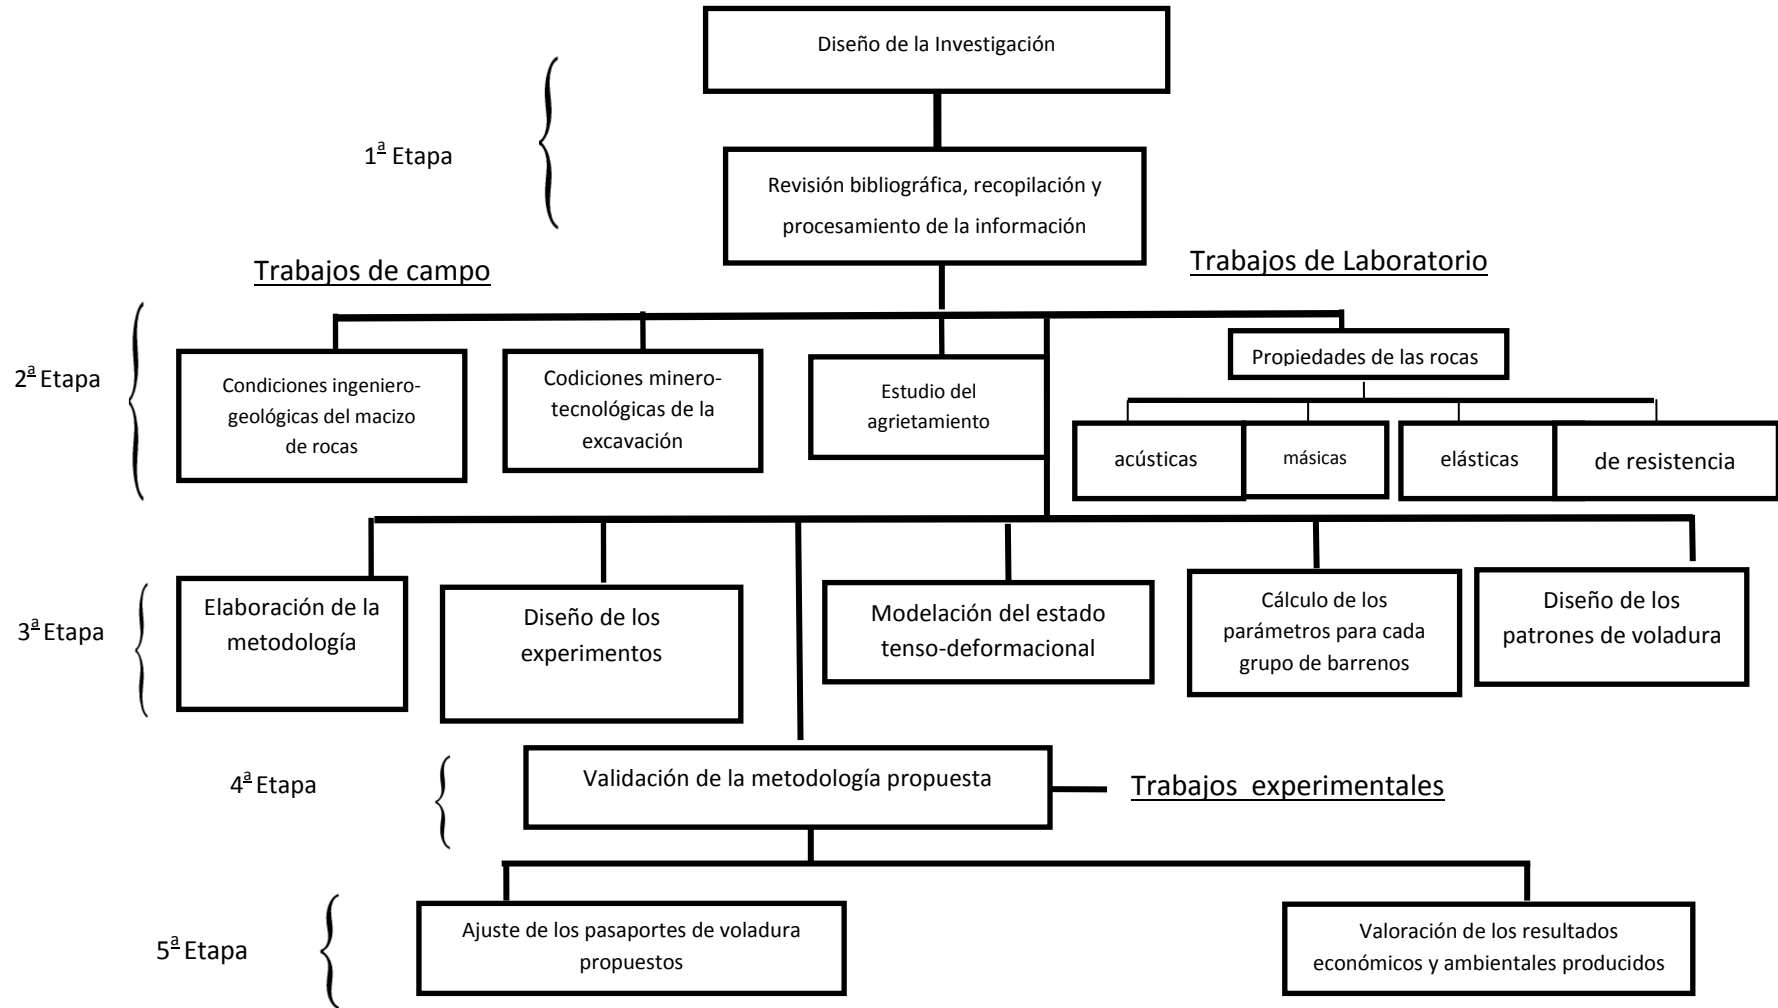 Diseño de la Investigación
1ª Etapa
Revisión bibliográfica, recopilación y
procesamiento de la información
Trabajos de campo
Trabajos de Laboratorio
2ª Etapa
Condiciones ingeniero-
geológicas del macizo
de rocas
Codiciones minero-
tecnológicas de la
excavación
Estudio del
agrietamiento
Propiedades de las rocas
acústicas
másicas
elásticas
de resistencia
3ª Etapa
Elaboración de la
metodología
Diseño de los
experimentos
Modelación del estado
tenso-deformacional
Cálculo de los
parámetros para cada
grupo de barrenos
Diseño de los
patrones de voladura
4ª Etapa
Validación de la metodología propuesta
Trabajos experimentales
5ª Etapa
Ajuste de los pasaportes de voladura
propuestos
Valoración de los resultados
económicos y ambientales producidos